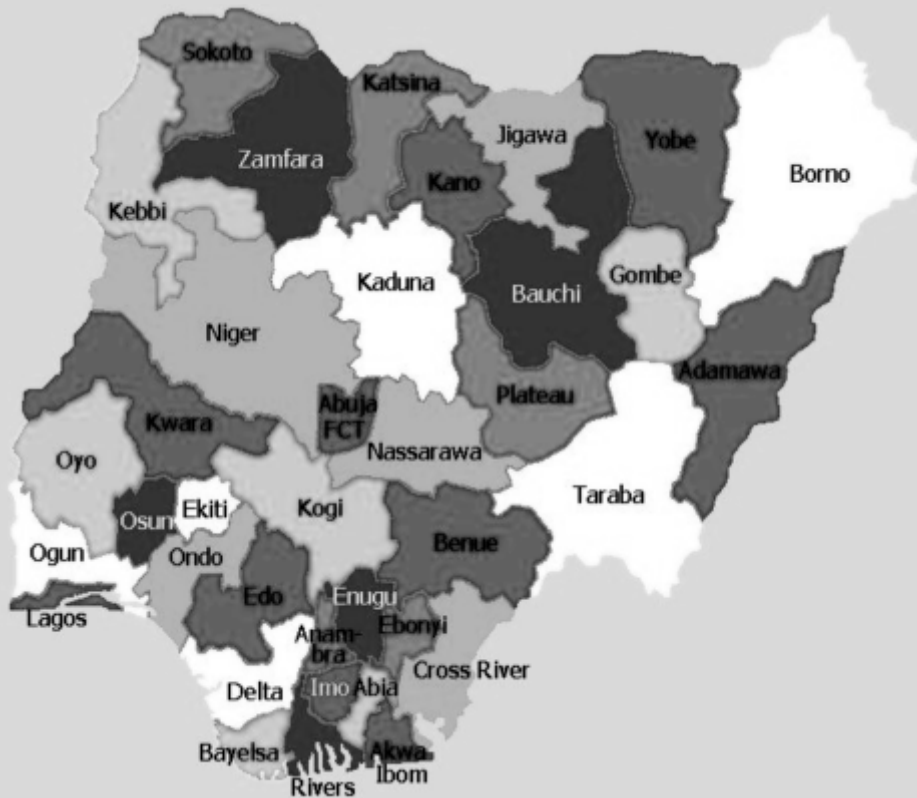 Sokoto
Katsina
Jigawa
Yobe
Zamfara
Kano
Borno
Kebbi
Kaduna
Bauchi
Gombe
Niger
Adamawa
Abuja
FCT
Plateau
Kwara
Nassarawa
Oyo
Taraba
Kogi
Ekiti
Osun
Benue
Ogun
Ondo
Edo
Enugu
Lagos
Anam-
bra
Ebonyi
Cross River
Delta
Imo
Abia
Bayelsa
Akwa
Ibom
Rivers